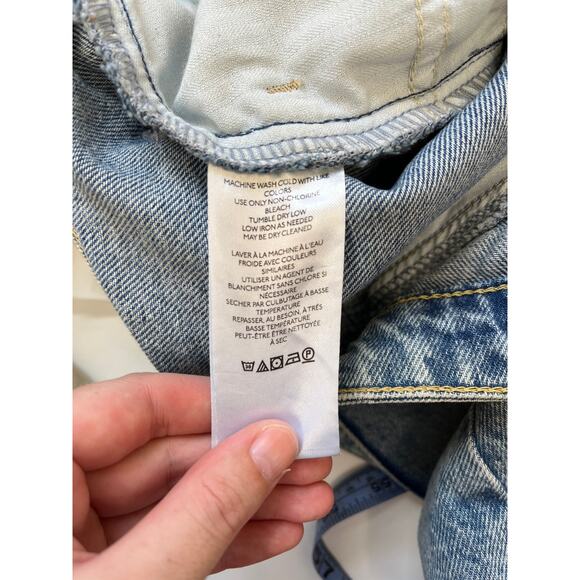 MACHINE WASH COLD WITH LIKE
COLORS
USE ONLY NON-CHLORINE
BLEACH
TUMBLE DRY LOW
LOW IRON AS NEEDED
MAY BE DRY CLEANED
LAVER À LA MACHINE À L'EAU
FROIDE AVEC COULEURS
SIMILAIRES
UTILISER UN AGENT DE
BLANCHIMENT SANS CHLORE SI
NÉCESSAIRE
SECHER PAR CULBUTAGE À BASSE
TEMPERATURE
REPASSER, AU BESOIN, À TRÈS
BASSE TEMPÉRATURE
PEUT-ÊTRE ÊTRE NETTOYÉE
À SEC